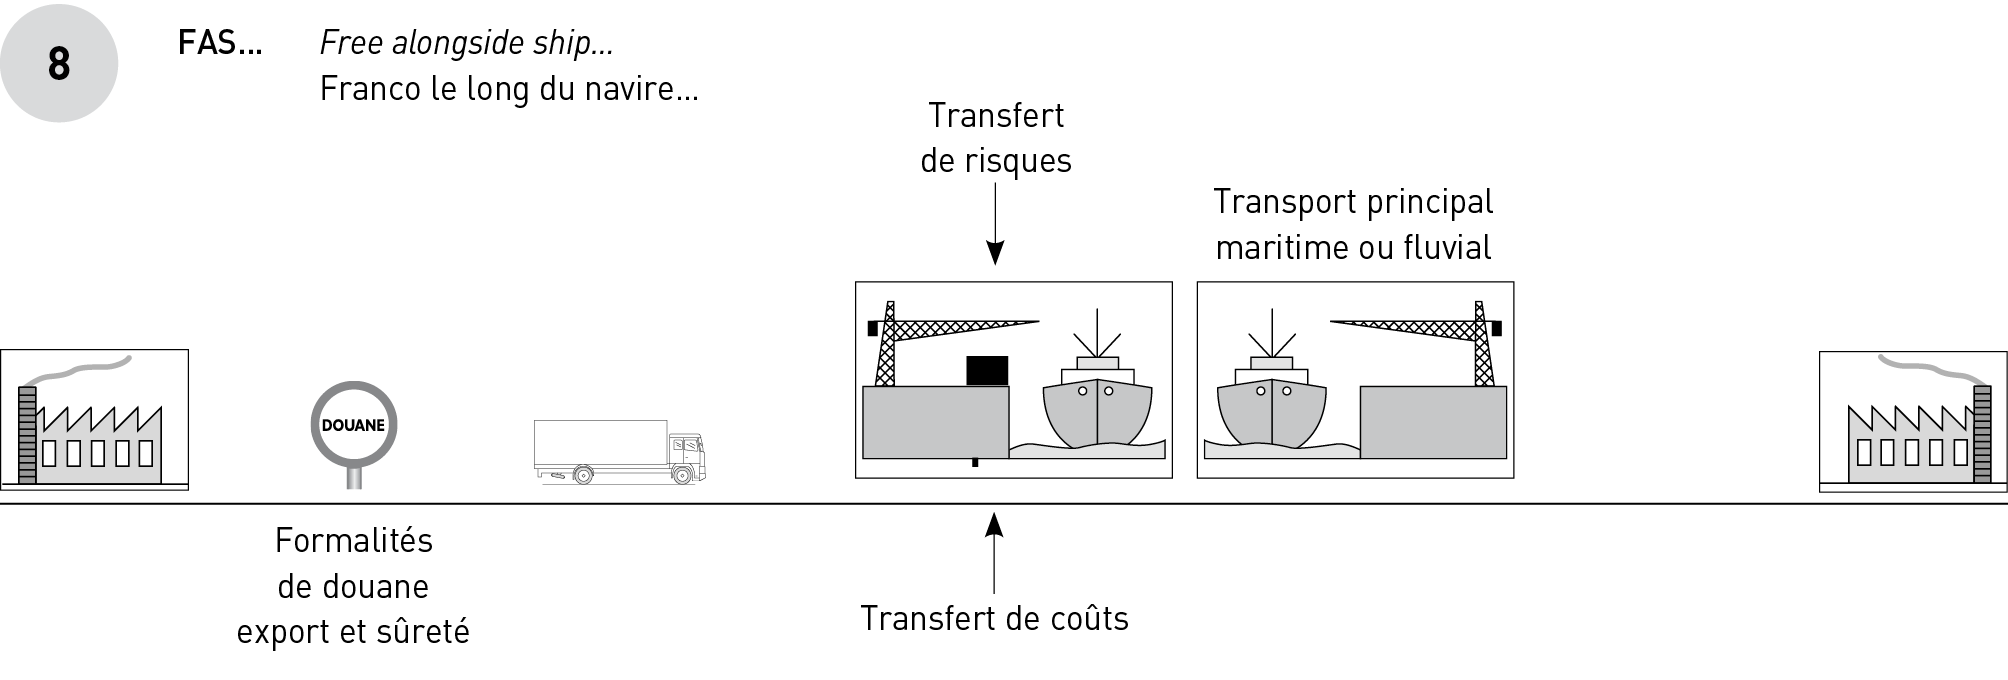 8
FAS...
Free alongside ship...
Franco le long du navire...
Transfert
de risques
Transport principal
maritime ou fluvial
DOUANE
Formalités
de douane
export et sûreté
Transfert de coûts